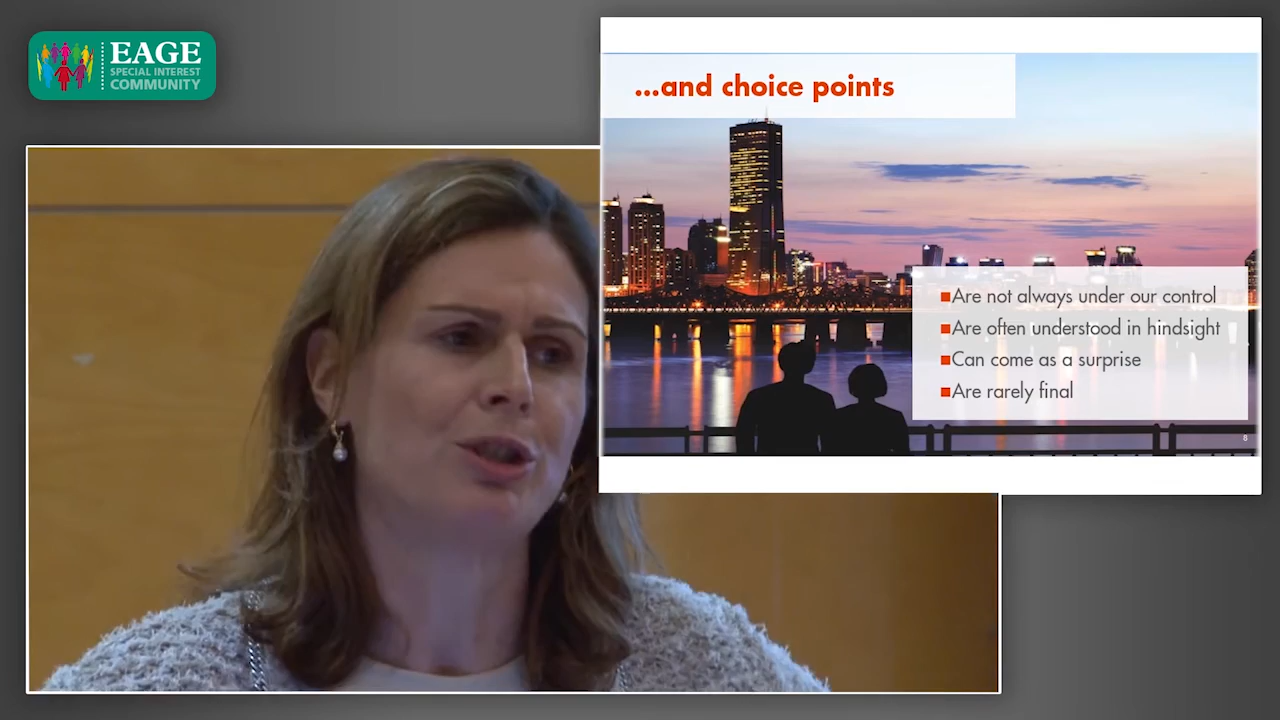 EAGE
SPECIAL INTEREST
COMMUNITY
...and choice points
Are not always under our control
Are often understood in hindsight
Can come as a surprise
Are rarely final
8